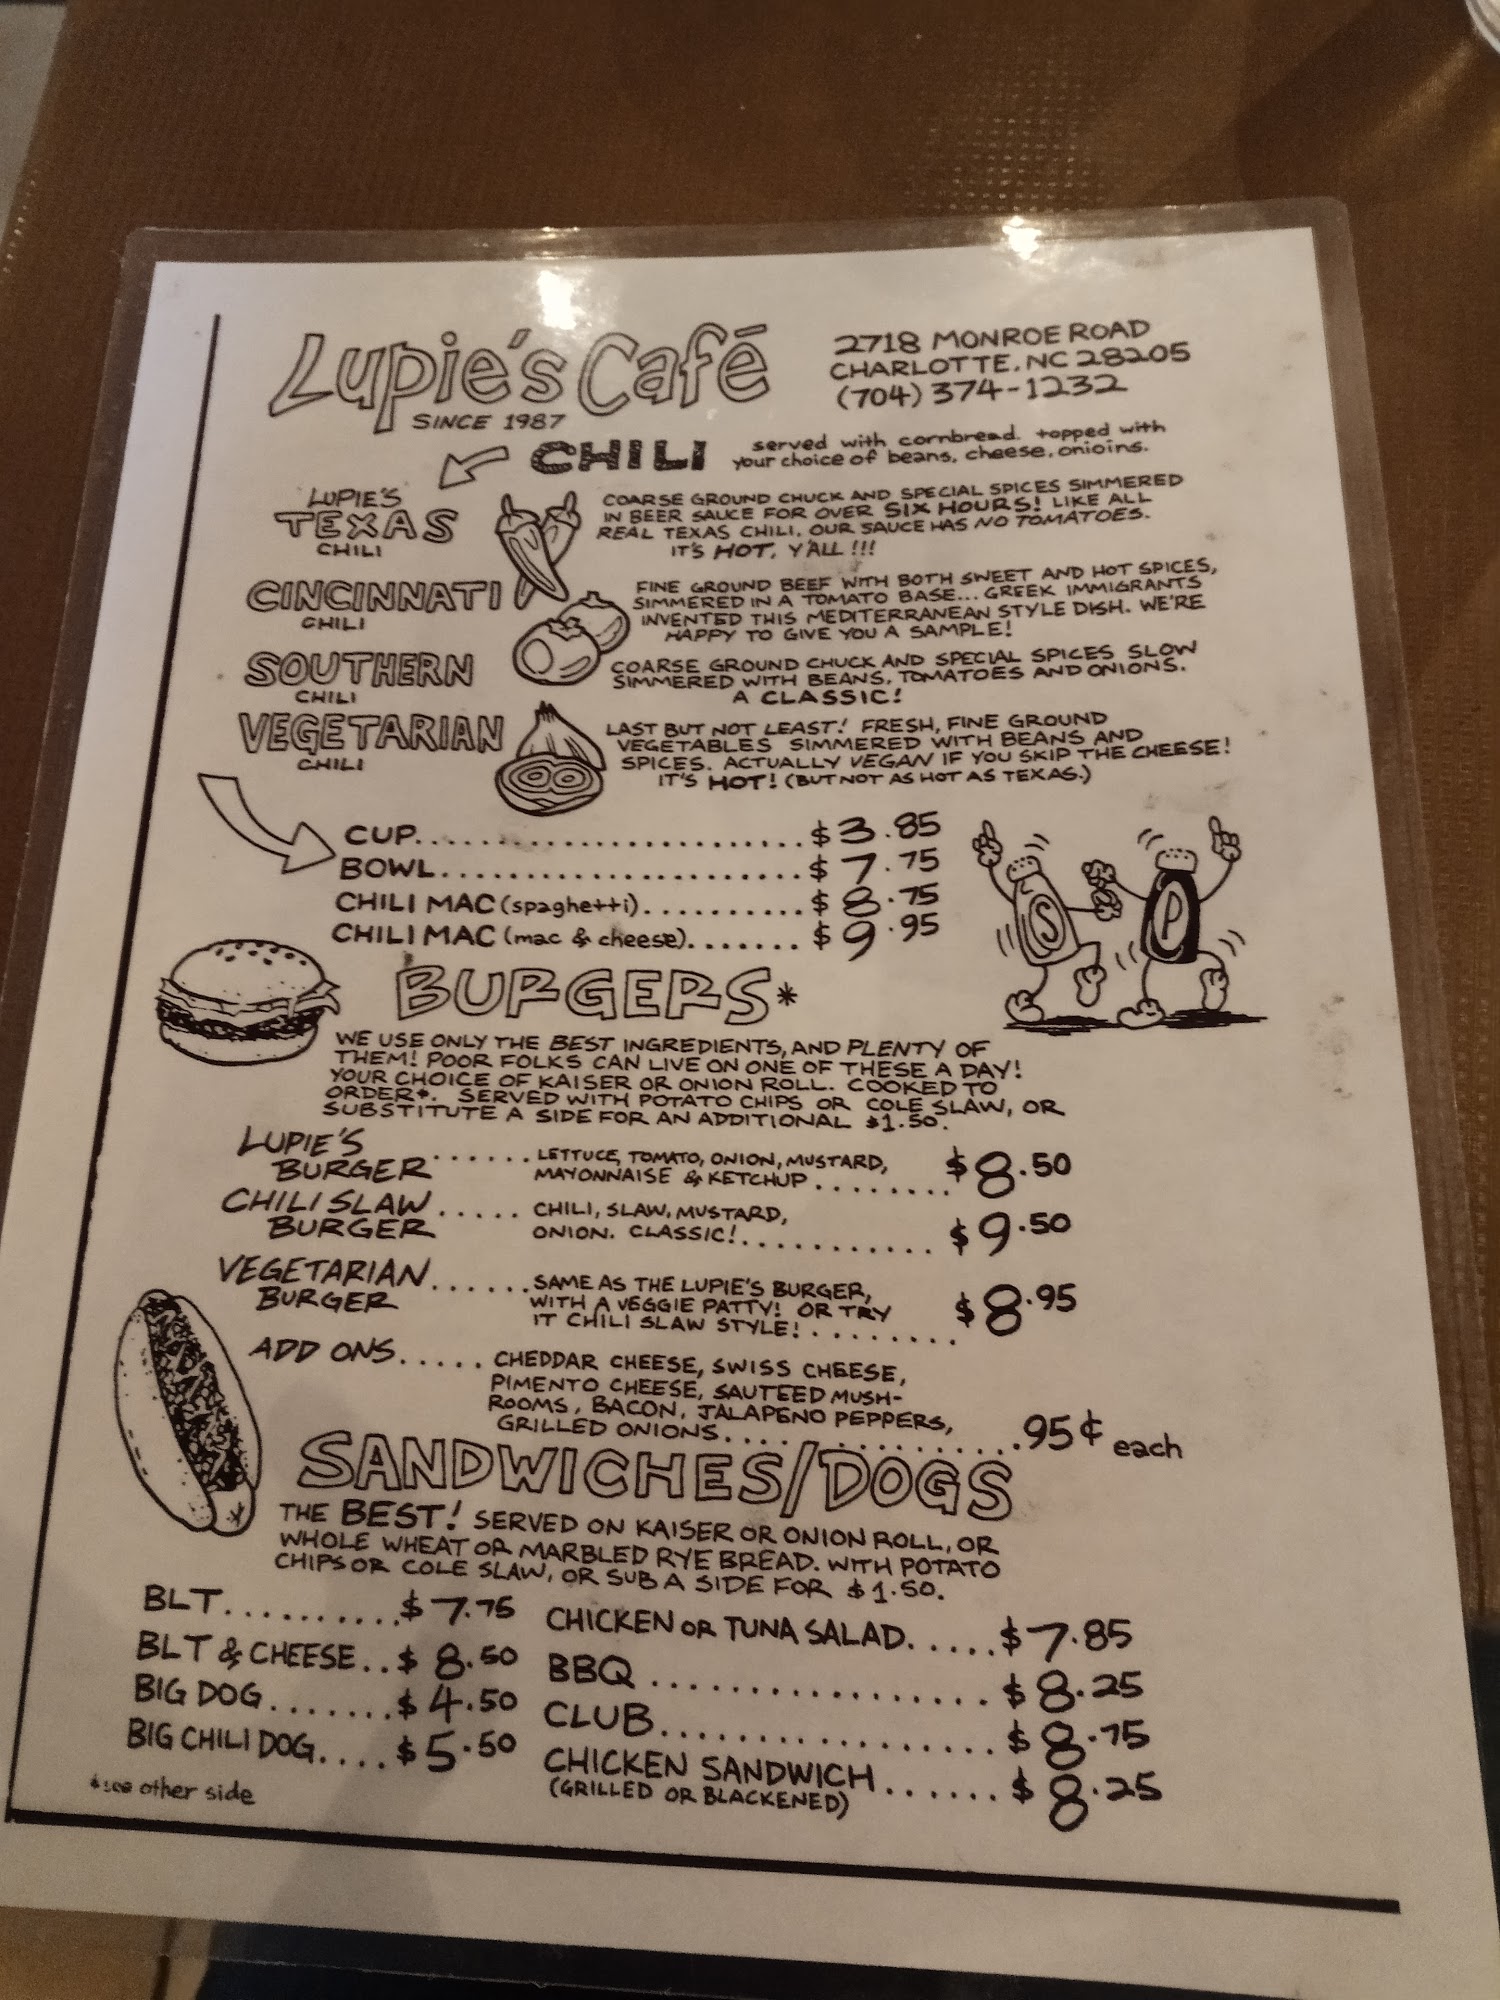 Lupie's Café
SINCE 1987
2718 MONROE ROAD
CHARLOTTE, NC 28205
(704) 374-1232
CHILI
served with cornbread. topped with
your choice of beans, cheese, onioins.
LUPIE'S
TEXAS
CHILI
COARSE GROUND CHUCK AND SPECIAL SPICES SIMMERED
IN BEER SAUCE FOR OVER SIX HOURS! LIKE ALL
REAL TEXAS CHILI, OUR SAUCE HAS NO TOMATOES.
IT'S HOT, Y'ALL!!!
CINCINNATI
CHILI
FINE GROUND BEEF WITH BOTH SWEET AND HOT SPICES,
SIMMERED IN A TOMATO BASE... GREEK IMMIGRANTS
INVENTED THIS MEDITERRANEAN STYLE DISH. WE'RE
HAPPY TO GIVE YOU A SAMPLE!
SOUTHERN
CHILI
COARSE GROUND CHUCK AND SPECIAL SPICES SLOW
SIMMERED WITH BEANS, TOMATOES AND ONIONS.
A CLASSIC!
VEGETARIAN
CHILI
LAST BUT NOT LEAST! FRESH, FINE GROUND
VEGETABLES SIMMERED WITH BEANS AND
SPICES. ACTUALLY VEGAN IF YOU SKIP THE CHEESE!
IT'S HOT! (BUT NOT AS HOT AS TEXAS.)
CUP........................$3.85
BOWL.......................$7.75
CHILI MAC (spaghetti)..........$8.75
CHILI MAC (mac & cheese).......$9.95
S P
BURGERS*
WE USE ONLY THE BEST INGREDIENTS, AND PLENTY OF
THEM! POOR FOLKS CAN LIVE ON ONE OF THESE A DAY!
YOUR CHOICE OF KAISER OR ONION ROLL. COOKED TO
ORDER*. SERVED WITH POTATO CHIPS OR COLE SLAW, OR
SUBSTITUTE A SIDE FOR AN ADDITIONAL $1.50.
LUPIE'S
BURGER ...... LETTUCE, TOMATO, ONION, MUSTARD,
MAYONNAISE & KETCHUP ........ $8.50
CHILI SLAW
BURGER ..... CHILI, SLAW, MUSTARD,
ONION. CLASSIC!........... $9.50
VEGETARIAN
BURGER ...... SAME AS THE LUPIE'S BURGER,
WITH A VEGGIE PATTY! OR TRY
IT CHILI SLAW STYLE!........ $8.95
ADD ONS..... CHEDDAR CHEESE, SWISS CHEESE,
PIMENTO CHEESE, SAUTEED MUSH-
ROOMS, BACON, JALAPENO PEPPERS,
GRILLED ONIONS..............95¢ each
SANDWICHES/DOGS
THE BEST! SERVED ON KAISER OR ONION ROLL, OR
WHOLE WHEAT OR MARBLED RYE BREAD. WITH POTATO
CHIPS OR COLE SLAW, OR SUB A SIDE FOR $1.50.
BLT..........$7.75
BLT & CHEESE..$8.50
BIG DOG.......$4.50
BIG CHILI DOG....$5.50
CHICKEN OR TUNA SALAD.....$7.85
BBQ .................$8.25
CLUB.................$8.75
CHICKEN SANDWICH......$8.25
(GRILLED OR BLACKENED)
*see other side